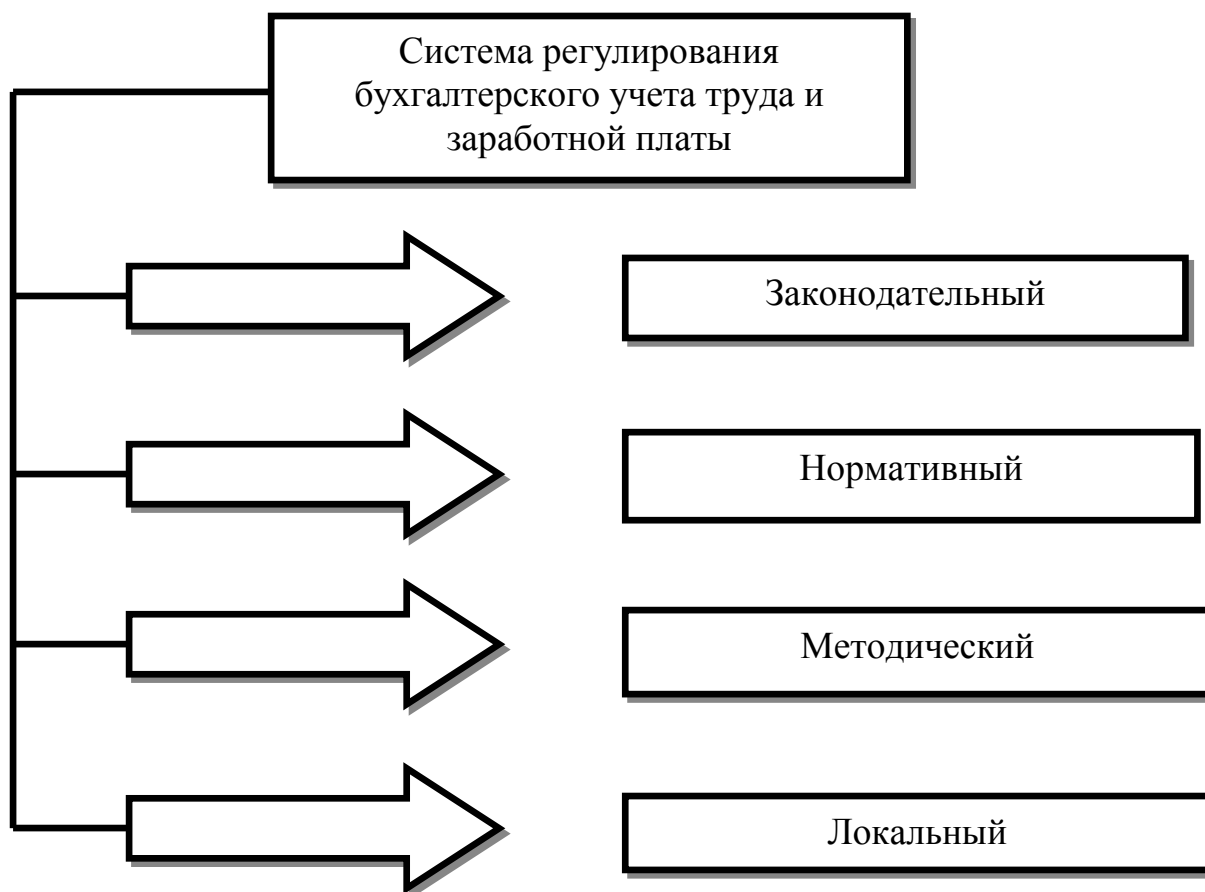 Система регулирования
бухгалтерского учета труда и
заработной платы
Законодательный
Нормативный
Методический
Локальный